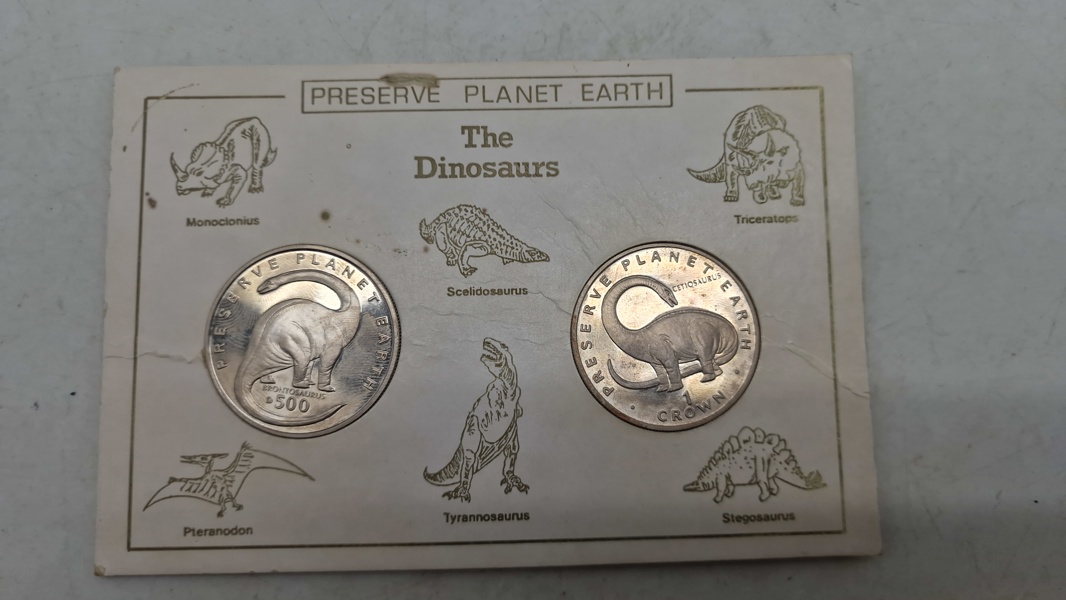 PRESERVE PLANET EARTH
The
Dinosaurs
Monoclonius
Triceratops
Scelidosaurus
PRESERVE PLANET EARTH
BRONTOSAURUS
500
PRESERVE PLANET EARTH
CETIOSAURUS
1
CROWN
Pteranodon
Tyrannosaurus
Stegosaurus